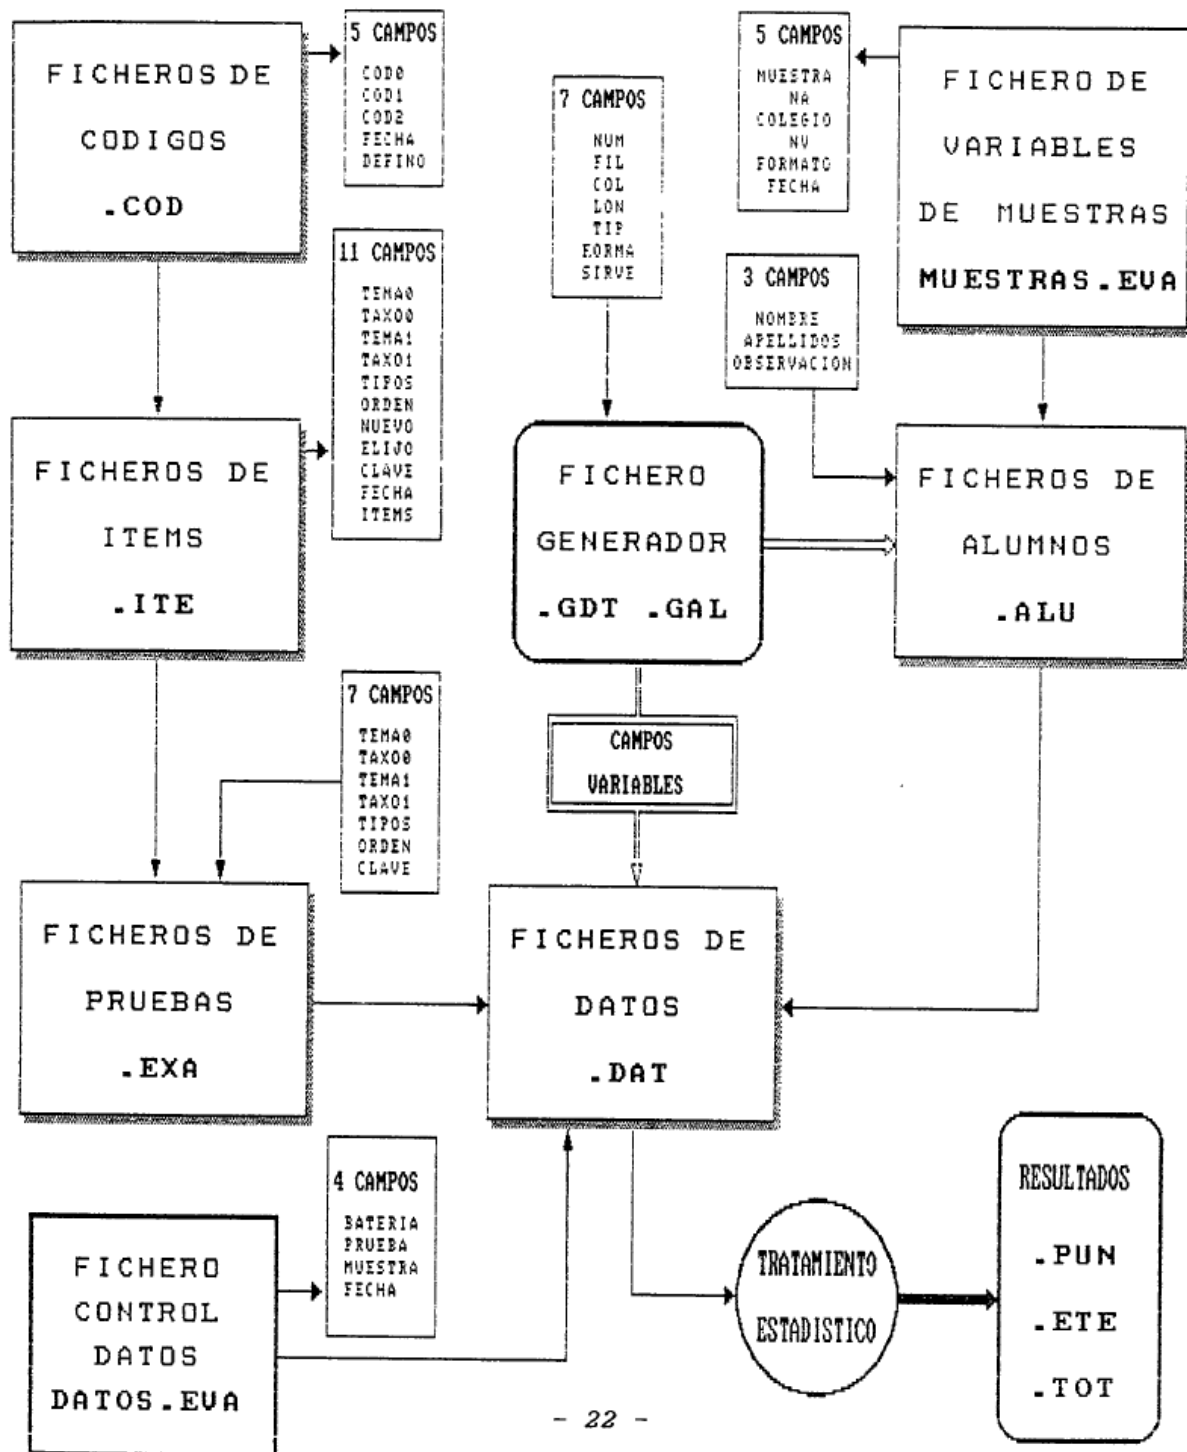 FICHEROS DE
CODIGOS
.COD
5 CAMPOS
COD0
COD1
COD2
FECHA
DEFINO
7 CAMPOS
NUM
FIL
COL
LON
TIP
FORMA
SIRVE
5 CAMPOS
MUESTRA
NA
COLEGIO
NV
FORMATO
FECHA
FICHERO DE
VARIABLES
DE MUESTRAS
MUESTRAS.EVA
11 CAMPOS
TEMA0
TAXO0
TEMA1
TAXO1
TIPOS
ORDEN
NUEVO
ELIJO
CLAVE
FECHA
ITEMS
3 CAMPOS
NOMBRE
APELLIDOS
OBSERVACION
FICHEROS DE
ITEMS
.ITE
FICHERO
GENERADOR
.GDT .GAL
FICHEROS DE
ALUMNOS
.ALU
7 CAMPOS
TEMA0
TAXO0
TEMA1
TAXO1
TIPOS
ORDEN
CLAVE
CAMPOS
VARIABLES
FICHEROS DE
PRUEBAS
.EXA
FICHEROS DE
DATOS
.DAT
4 CAMPOS
BATERIA
PRUEBA
MUESTRA
FECHA
FICHERO
CONTROL
DATOS
DATOS.EVA
TRATAMIENTO
ESTADISTICO
RESULTADOS
.PUN
.ETE
.TOT
- 22 -